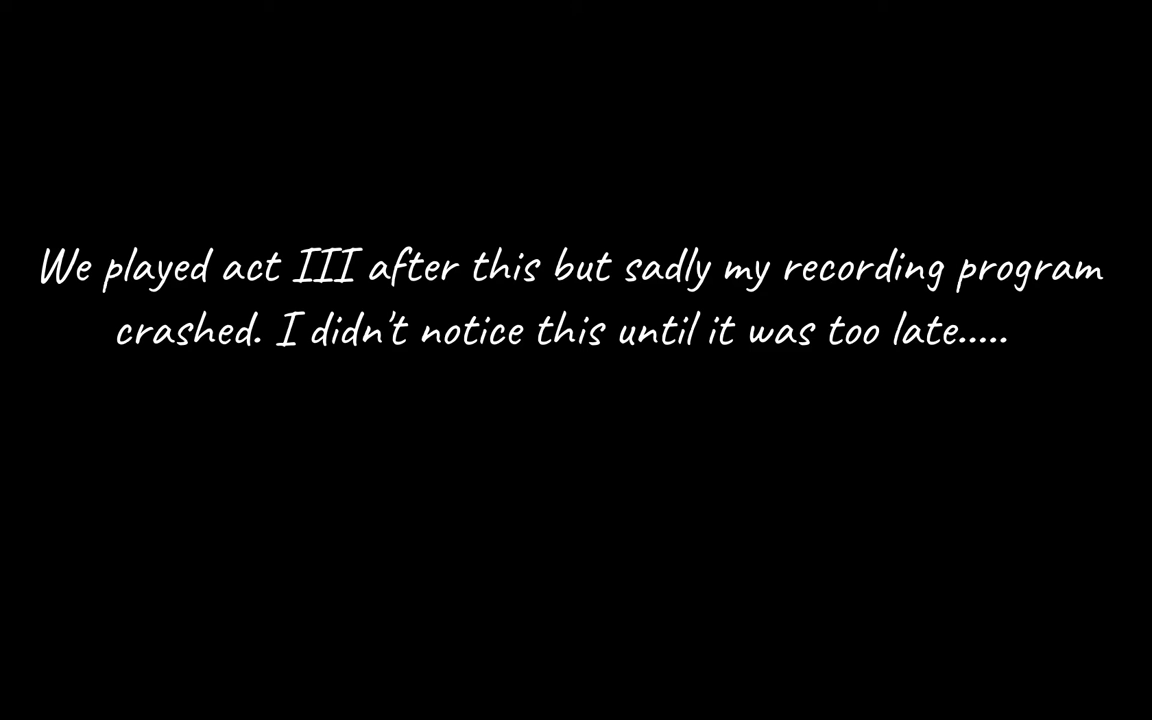 We played act III after this but sadly my recording program
crashed. I didn't notice this until it was too late.....